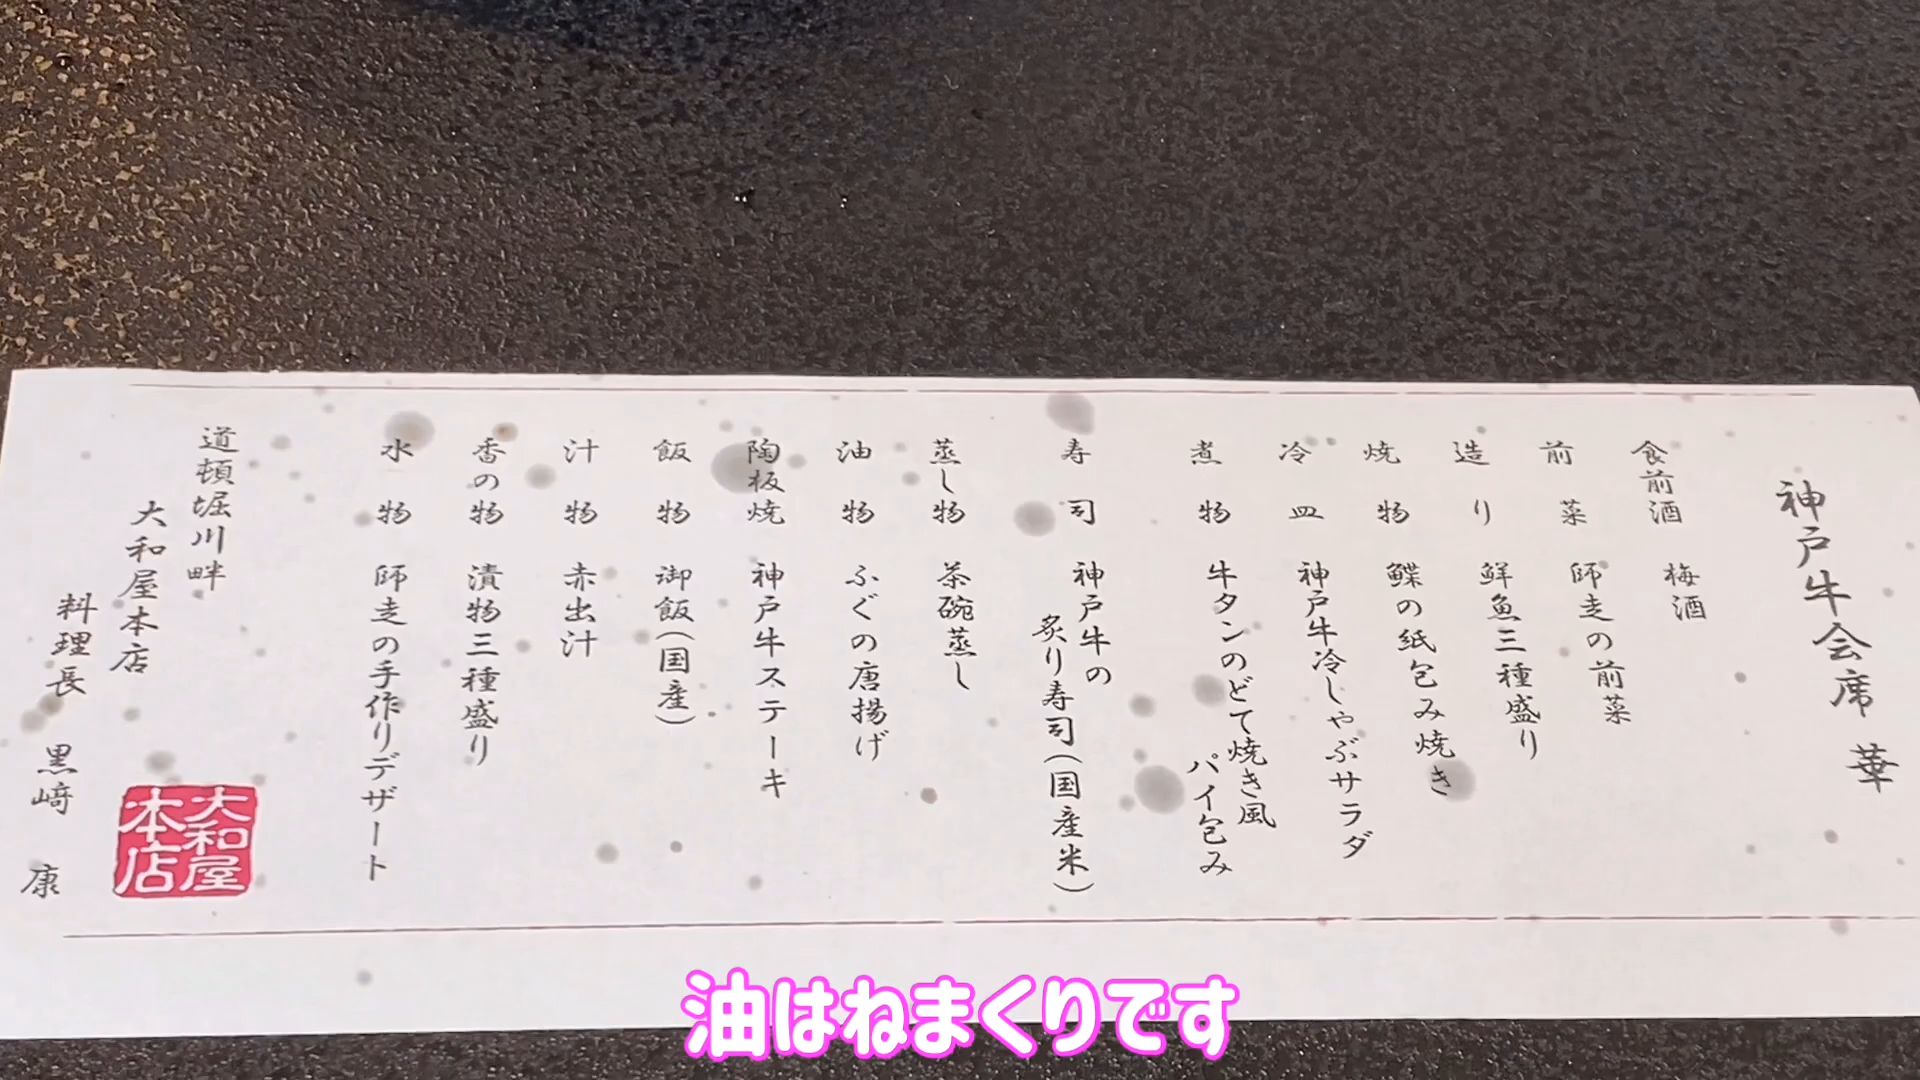 神戸牛会席 華
食前酒 梅酒
前菜 師走の前菜
造り 鮮魚三種盛り
焼物 鰈の紙包み焼き
冷皿 神戸牛冷しゃぶサラダ
煮物 牛タンのどて焼き風
パイ包み
寿司 神戸牛の
炙り寿司(国産米)
蒸し物 茶碗蒸し
油物 ふぐの唐揚げ
陶板焼 神戸牛ステーキ
飯物 御飯(国産)
汁物 赤出汁
香の物 漬物三種盛り
水物 師走の手作りデザート
道頓堀川畔
大和屋本店
料理長 黒﨑 康
大和屋
本店
油はねまくりです